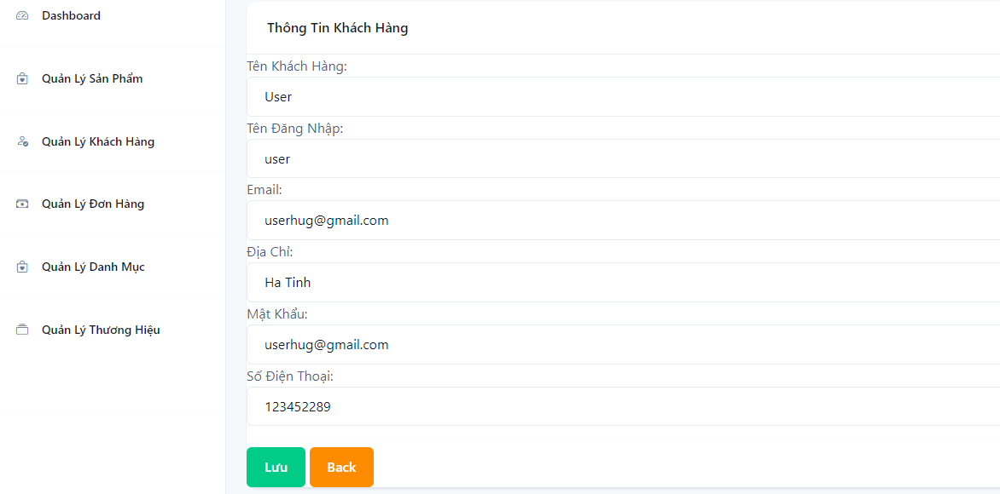 Dashboard
Quản Lý Sản Phẩm
Quản Lý Khách Hàng
Quản Lý Đơn Hàng
Quản Lý Danh Mục
Quản Lý Thương Hiệu
Thông Tin Khách Hàng
Tên Khách Hàng:
User
Tên Đăng Nhập:
user
Email:
userhug@gmail.com
Địa Chỉ:
Ha Tinh
Mật Khẩu:
userhug@gmail.com
Số Điện Thoại:
123452289
Lưu Back